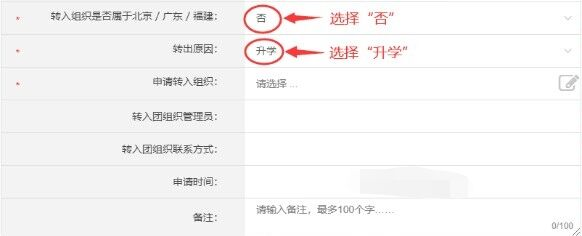 * 转入组织是否属于北京 / 广东 / 福建： 否 选择“否”
* 转出原因： 升学 选择“升学”
* 申请转入组织： 请选择 ...
转入团组织管理员：
转入团组织联系方式：
申请时间：
备注： 请输入备注，最多100个字……
0/100